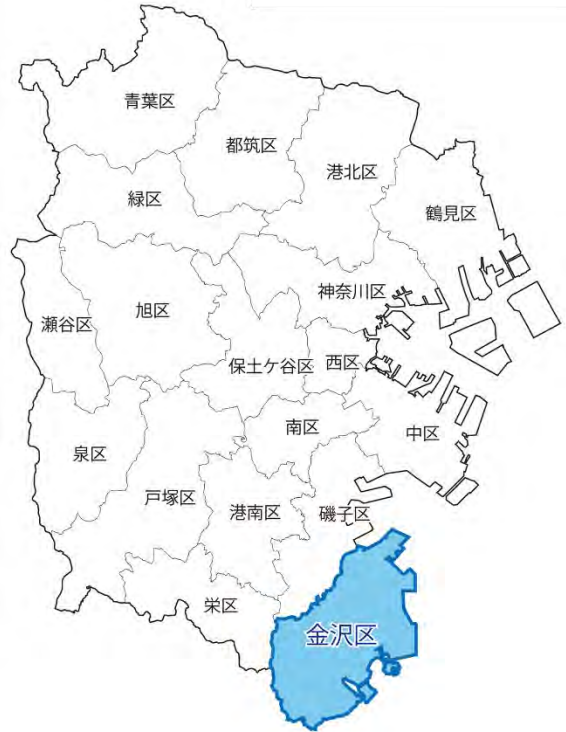 青葉区
都筑区
港北区
緑区
鶴見区
神奈川区
瀬谷区
旭区
保土ケ谷区
西区
南区
中区
泉区
戸塚区
港南区
磯子区
栄区
金沢区